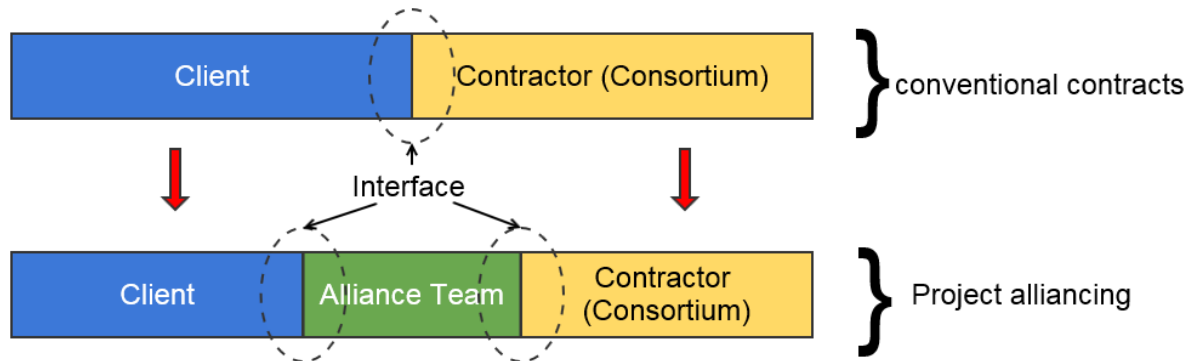 Client
Contractor (Consortium)
conventional contracts
Interface
Client
Alliance Team
Contractor
(Consortium)
Project alliancing